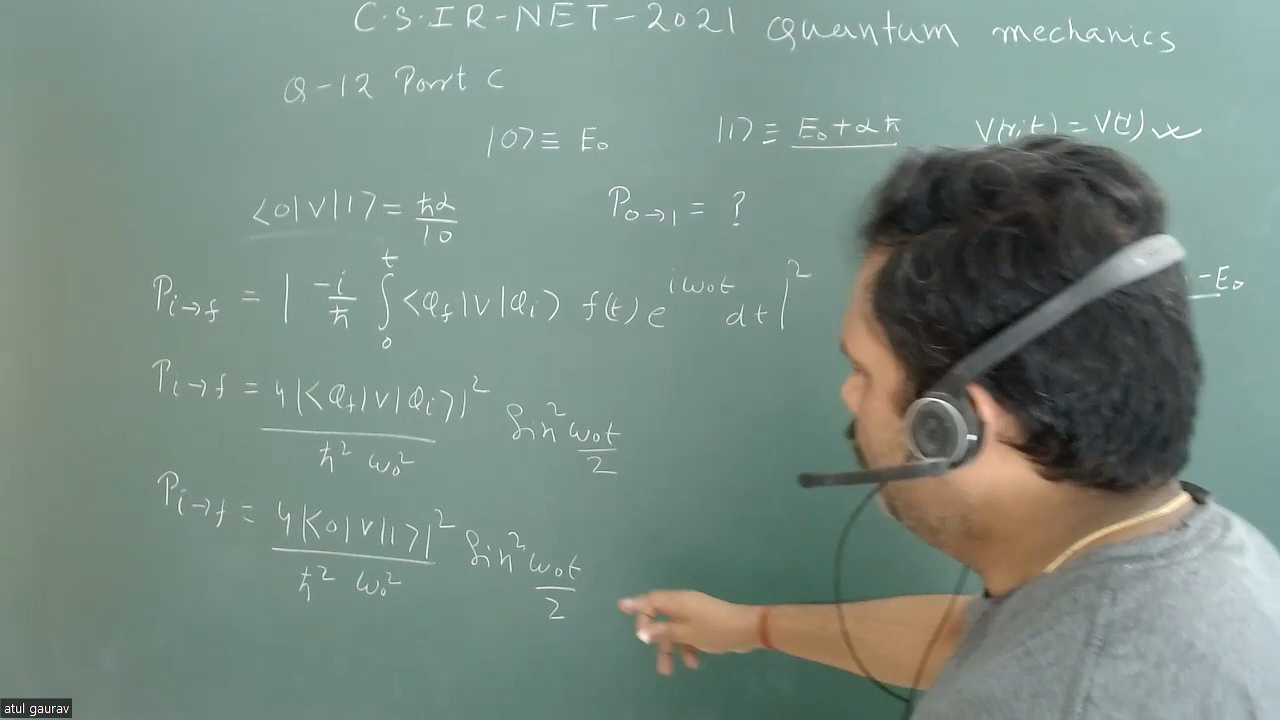 C.S.IR-NET-2021 Quantum mechanics
Q-12 Part C
|0> ≡ E₀ |1> ≡ E₀+αħ V(r,t) = V(r) x
<0|V|1> = ħα/10 P₀→₁ = ?
Pᵢ→f = | -i/ħ ∫₀ᵗ <φf|V|φi> f(t) e^{iω₀t} dt |² -E₀
Pᵢ→f = 4|<φf|V|φi>|² / ħ² ω₀² Sin² ω₀t/2
Pᵢ→f = 4|<0|V|1>|² / ħ² ω₀² Sin² ω₀t/2
atul gaurav